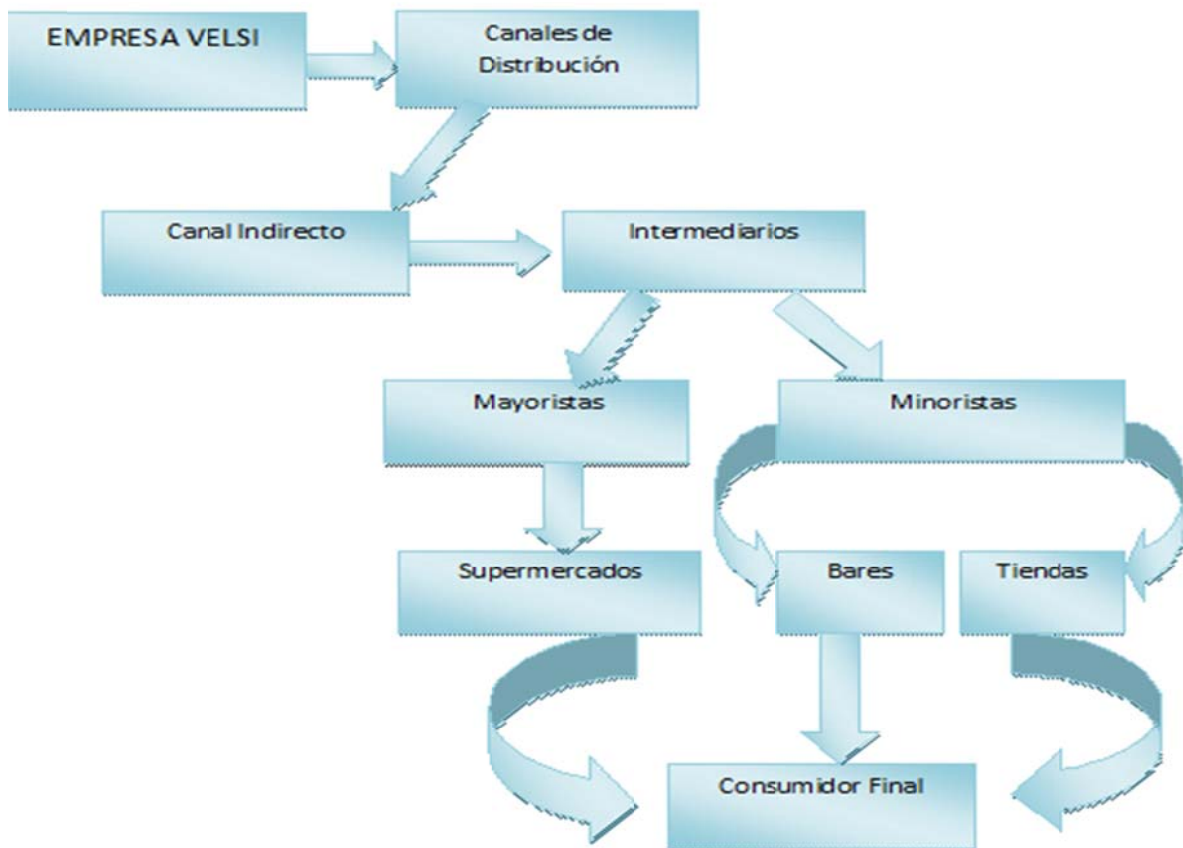 EMPRESA VELSI
Canales de
Distribución
Canal Indirecto
Intermediarios
Mayoristas
Minoristas
Supermercados
Bares
Tiendas
Consumidor Final